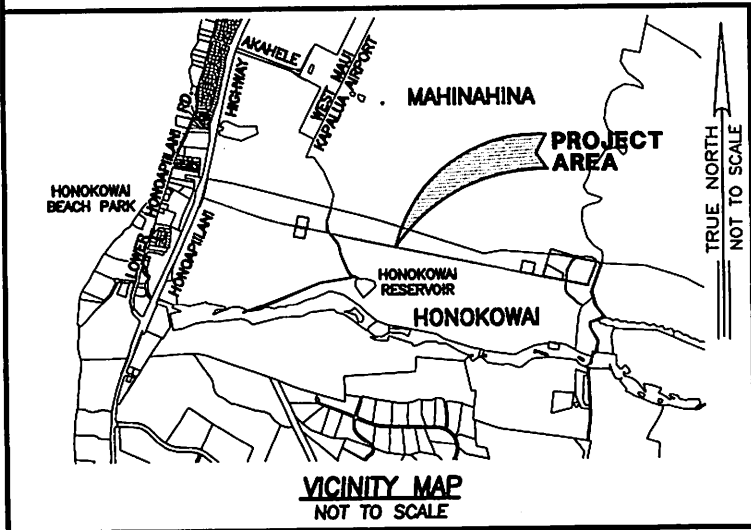 AKAHELE
WEST MAUI
KAPALUA AIRPORT
MAHINAHINA
HIGHWAY
PROJECT
AREA
HONOKOWAI
BEACH PARK
LOWER HONOAPIILANI RD.
HONOAPIILANI
HONOKOWAI
RESERVOIR
HONOKOWAI
TRUE NORTH
NOT TO SCALE
VICINITY MAP
NOT TO SCALE